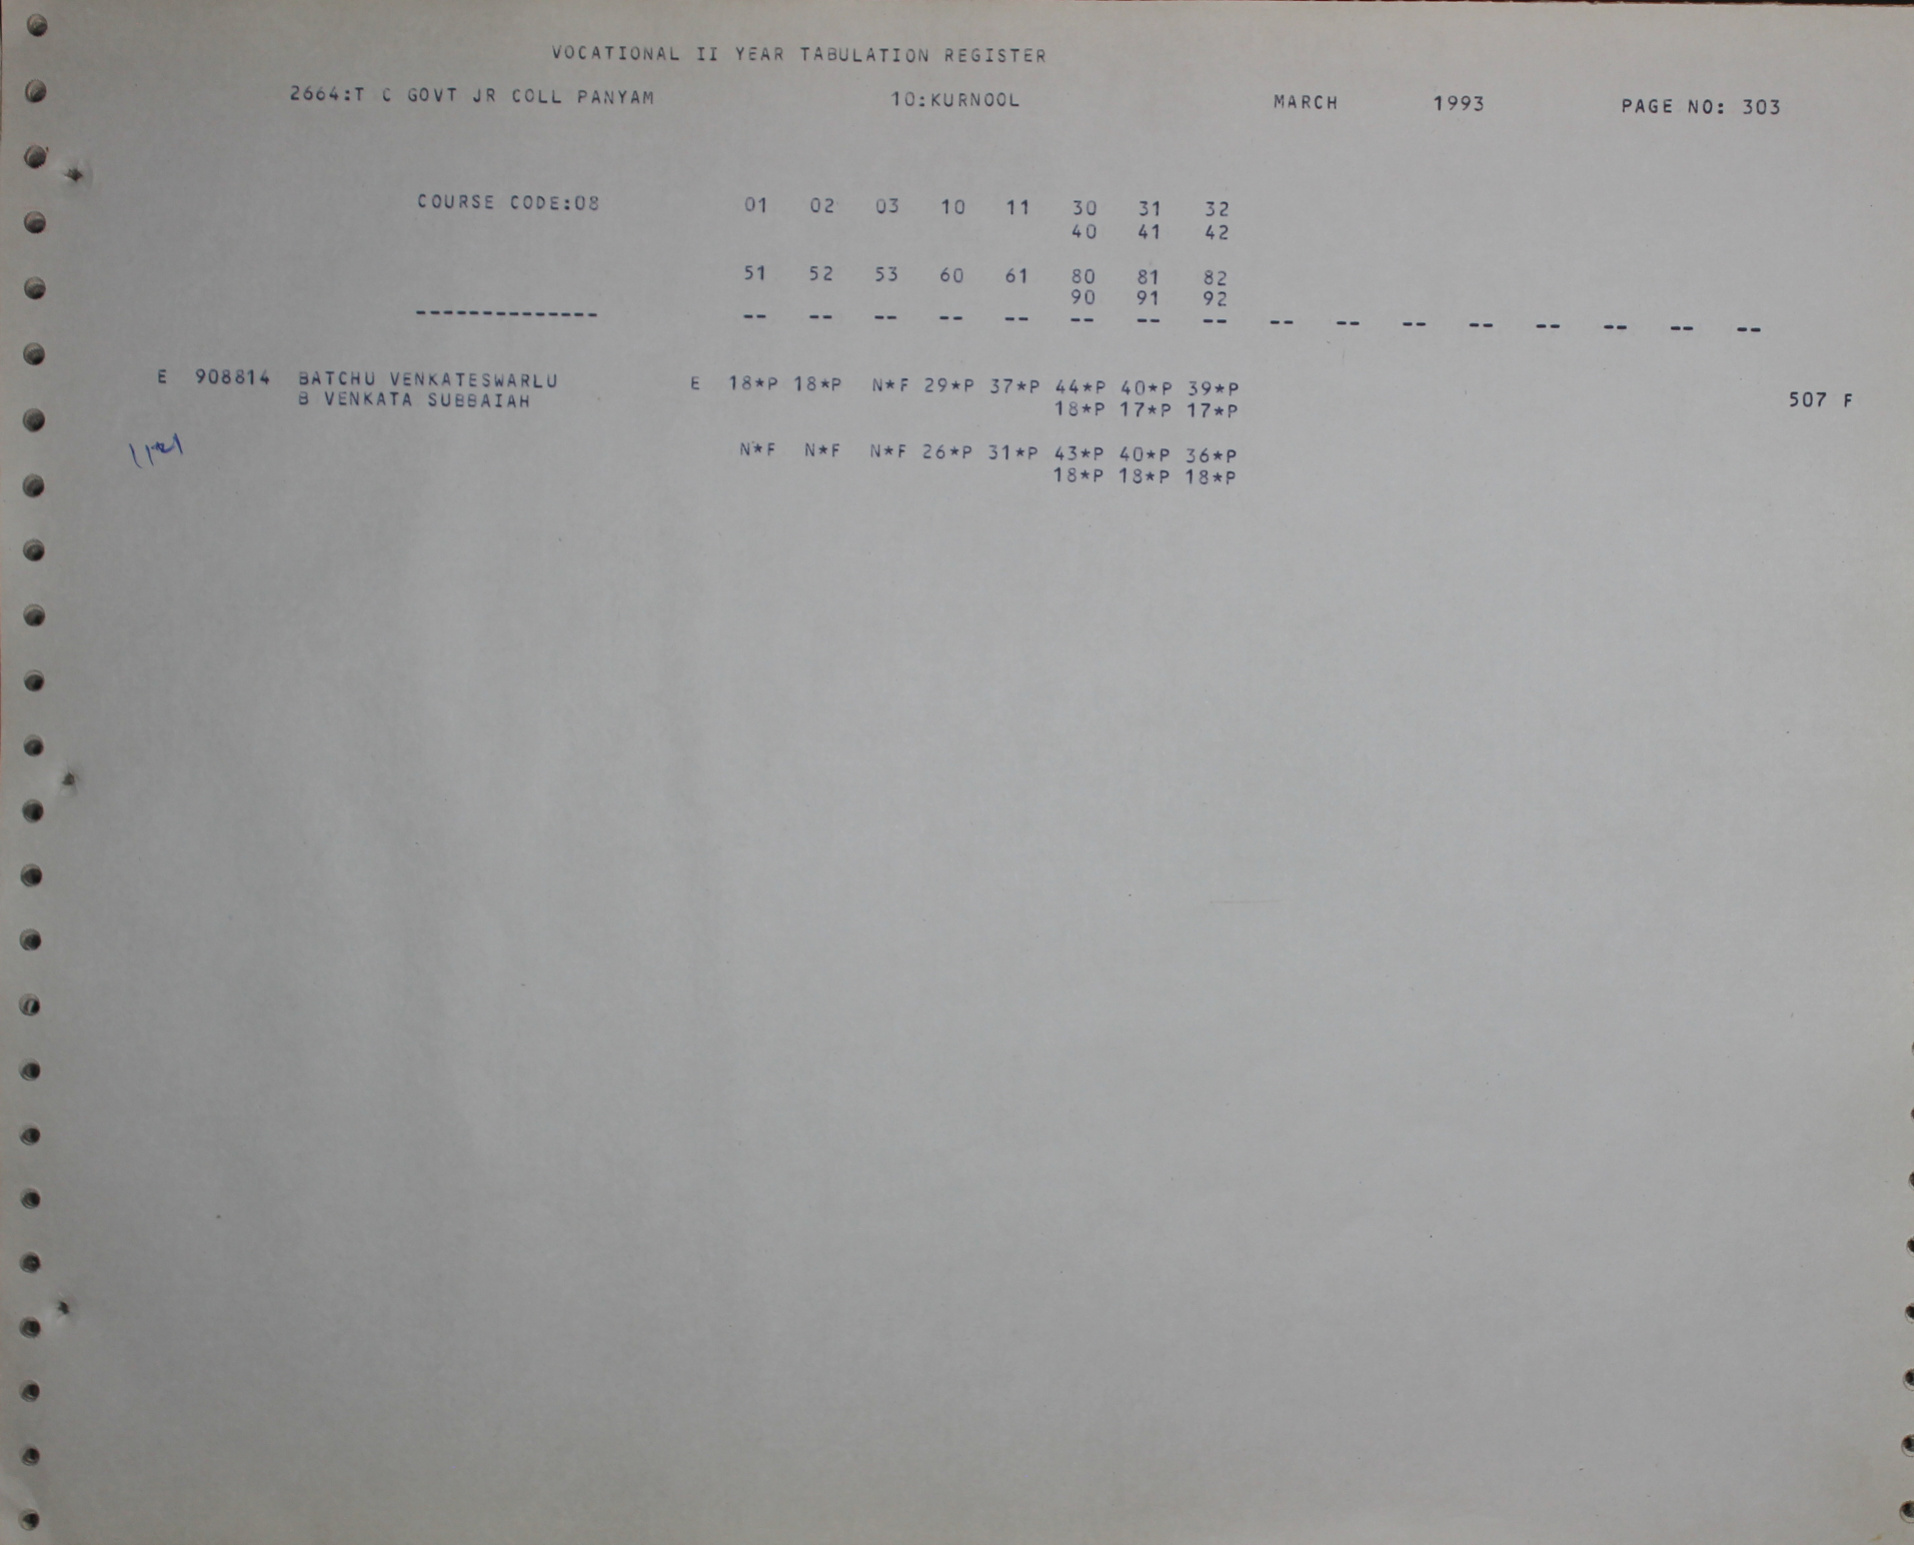 VOCATIONAL II YEAR TABULATION REGISTER
2664:T C GOVT JR COLL PANYAM 10:KURNOOL MARCH 1993 PAGE NO: 303
COURSE CODE:08 01 02 03 10 11 30 31 32
40 41 42
51 52 53 60 61 80 81 82
90 91 92
-------------- -- -- -- -- -- -- -- -- -- -- -- -- -- -- -- --
E 908814 BATCHU VENKATESWARLU E 18*P 18*P N*F 29*P 37*P 44*P 40*P 39*P
B VENKATA SUBBAIAH 18*P 17*P 17*P 507 F
N*F N*F N*F 26*P 31*P 43*P 40*P 36*P
18*P 18*P 18*P